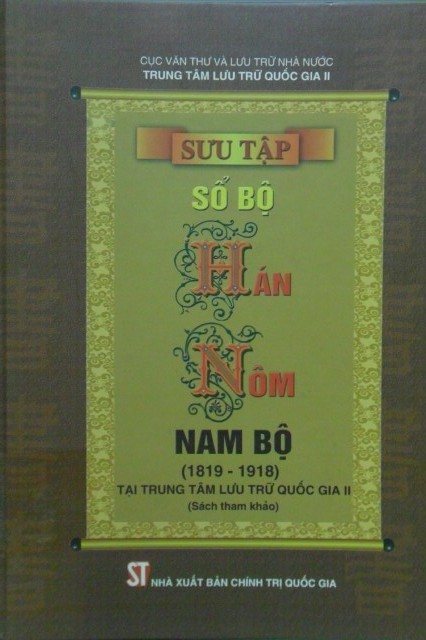 CỤC VĂN THƯ VÀ LƯU TRỮ NHÀ NƯỚC
TRUNG TÂM LƯU TRỮ QUỐC GIA II
SƯU TẬP
SỔ BỘ
HÁN
NÔM
NAM BỘ
(1819 - 1918)
TẠI TRUNG TÂM LƯU TRỮ QUỐC GIA II
(Sách tham khảo)
ST NHÀ XUẤT BẢN CHÍNH TRỊ QUỐC GIA